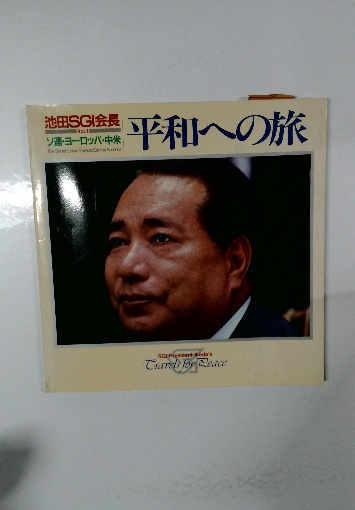 池田SGI会長
ソ連・ヨーロッパ・中米
平和への旅
SGI President Ikeda's
Travels for Peace